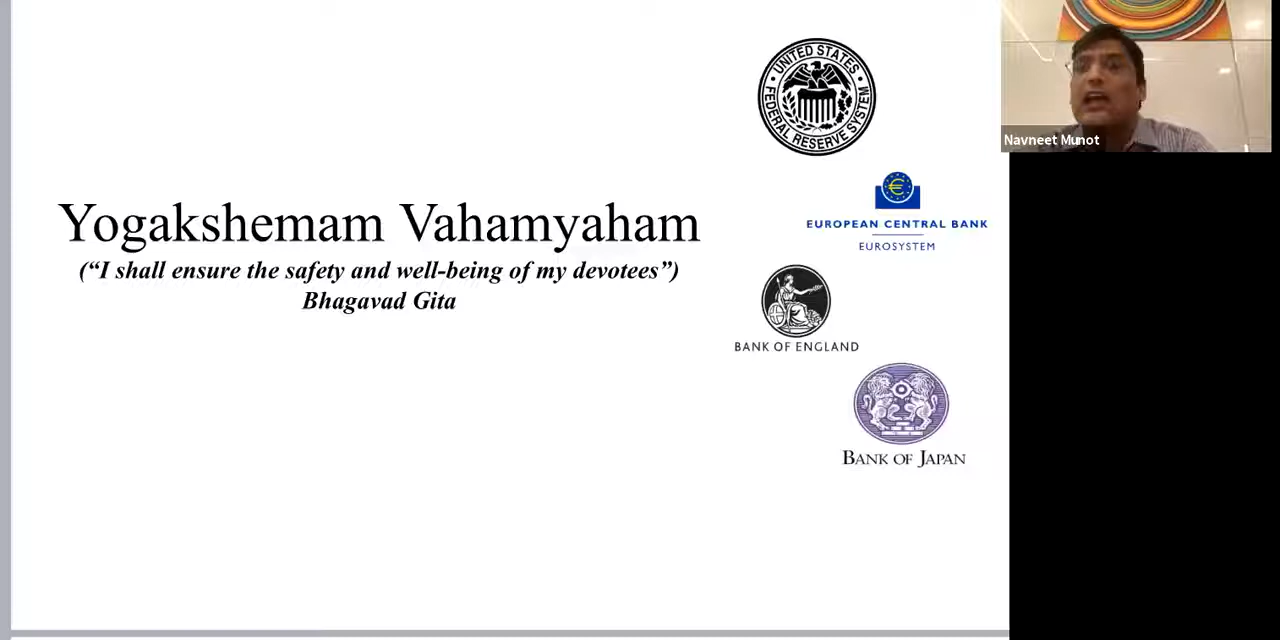 UNITED STATES
FEDERAL RESERVE SYSTEM
Navneet Munot
EUROPEAN CENTRAL BANK
EUROSYSTEM
Yogakshemam Vahamyaham
(“I shall ensure the safety and well-being of my devotees”)
Bhagavad Gita
BANK OF ENGLAND
BANK OF JAPAN